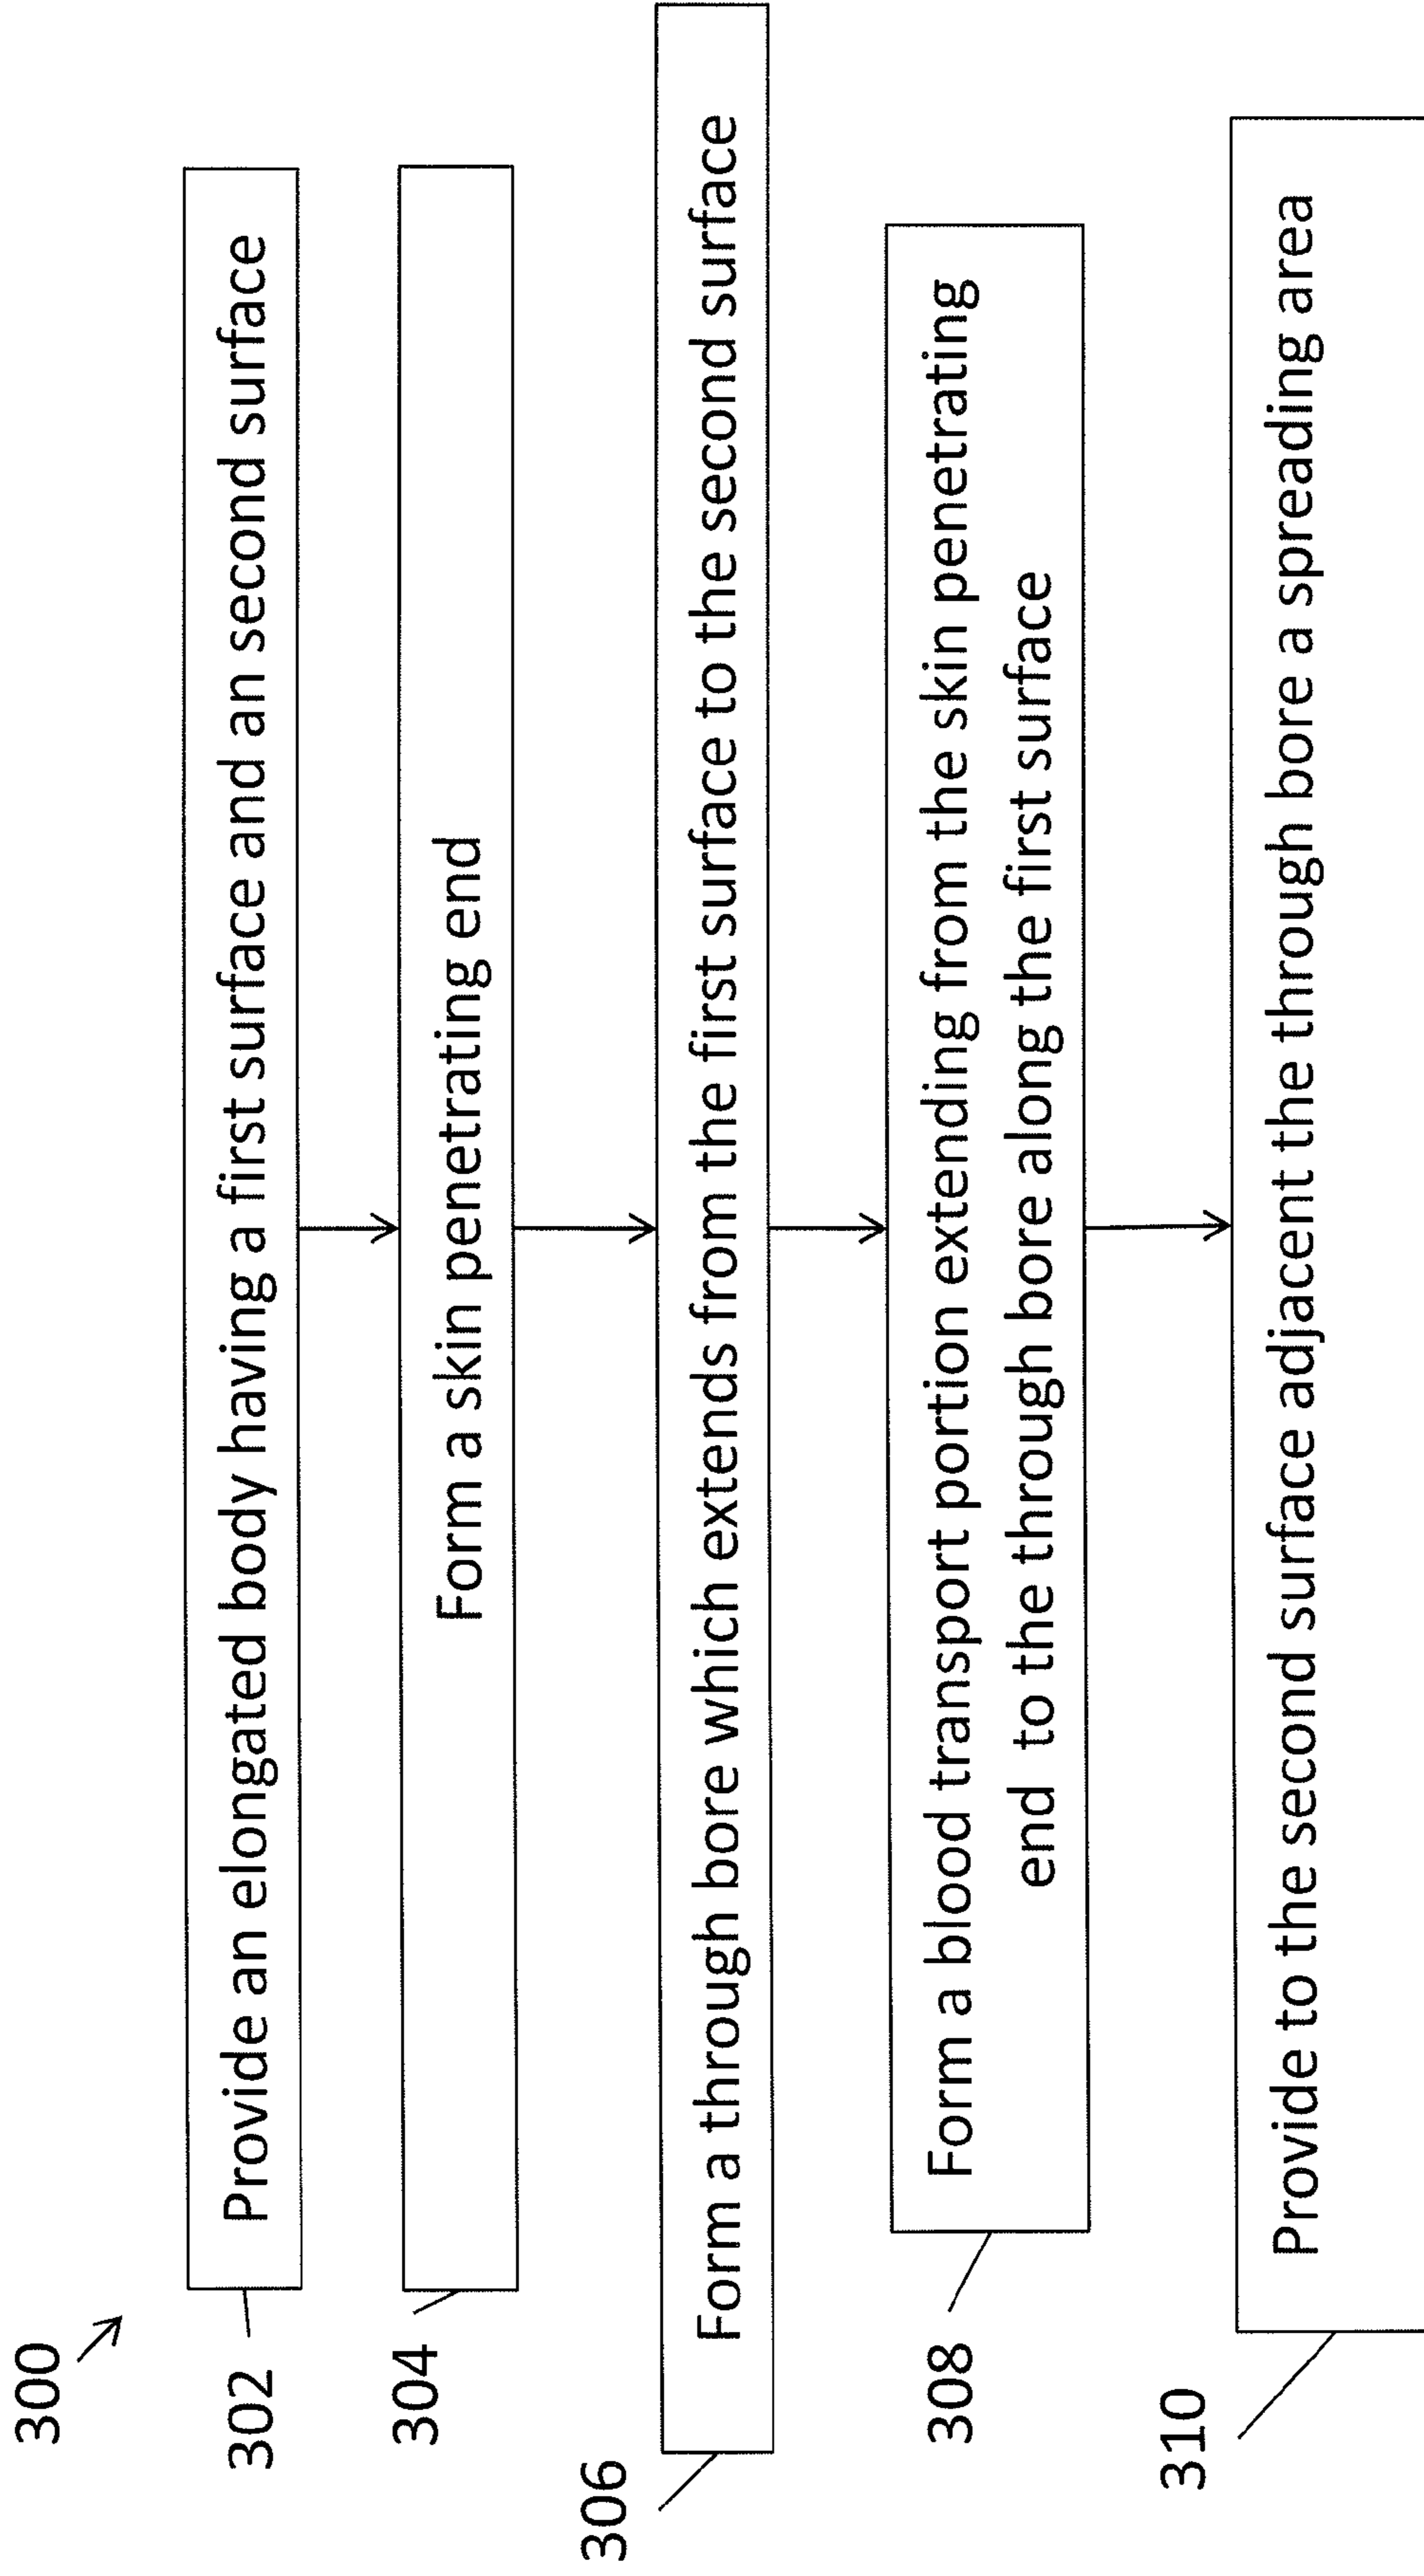 300
302
Provide an elongated body having a first surface and an second surface
304
Form a skin penetrating end
306
Form a through bore which extends from the first surface to the second surface
308
Form a blood transport portion extending from the skin penetrating
end to the through bore along the first surface
310
Provide to the second surface adjacent the through bore a spreading area